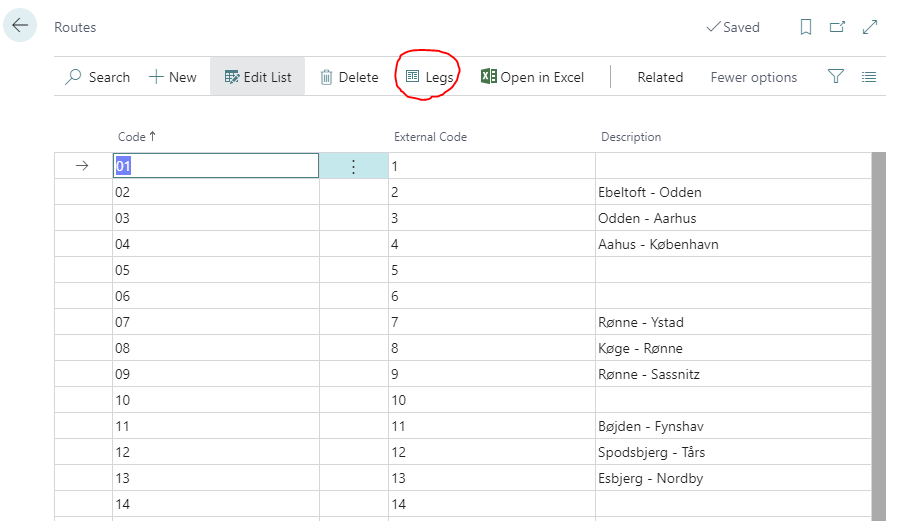 Routes Saved
Search New Edit List Delete Legs Open in Excel Related Fewer options
Code ↑ External Code Description
01 1
02 2 Ebeltoft - Odden
03 3 Odden - Aarhus
04 4 Aahus - København
05 5
06 6
07 7 Rønne - Ystad
08 8 Køge - Rønne
09 9 Rønne - Sassnitz
10 10
11 11 Bøjden - Fynshav
12 12 Spodsbjerg - Tårs
13 13 Esbjerg - Nordby
14 14